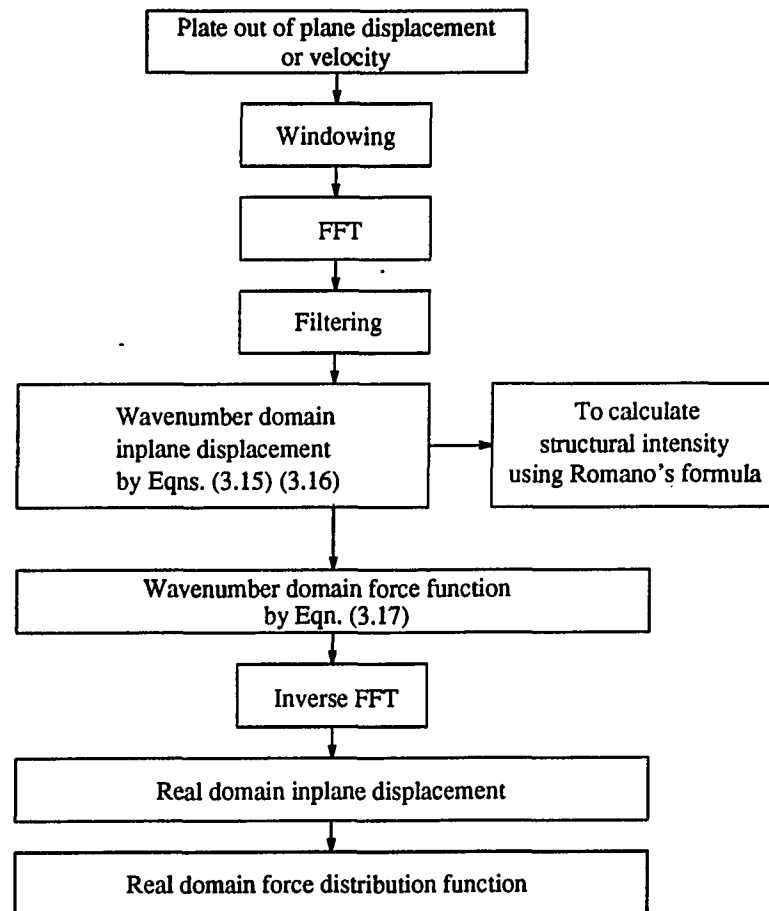 Plate out of plane displacement
or velocity
Windowing
FFT
Filtering
Wavenumber domain
inplane displacement
by Eqns. (3.15) (3.16)
To calculate
structural intensity
using Romano's formula
Wavenumber domain force function
by Eqn. (3.17)
Inverse FFT
Real domain inplane displacement
Real domain force distribution function